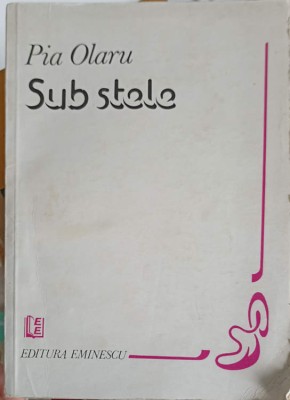 Pia Olaru
Sub stele
E
E
EDITURA EMINESCU